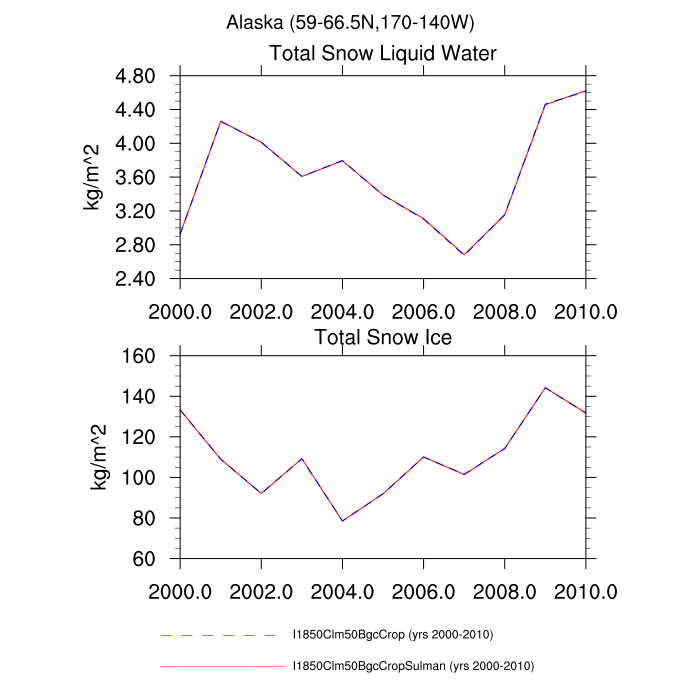 Alaska (59-66.5N,170-140W)
Total Snow Liquid Water
4.80
4.40
4.00
3.60
3.20
2.80
2.40
kg/m^2
2000.0 2002.0 2004.0 2006.0 2008.0 2010.0
Total Snow Ice
160
140
120
100
80
60
kg/m^2
2000.0 2002.0 2004.0 2006.0 2008.0 2010.0
I1850Clm50BgcCrop (yrs 2000-2010)
I1850Clm50BgcCropSulman (yrs 2000-2010)